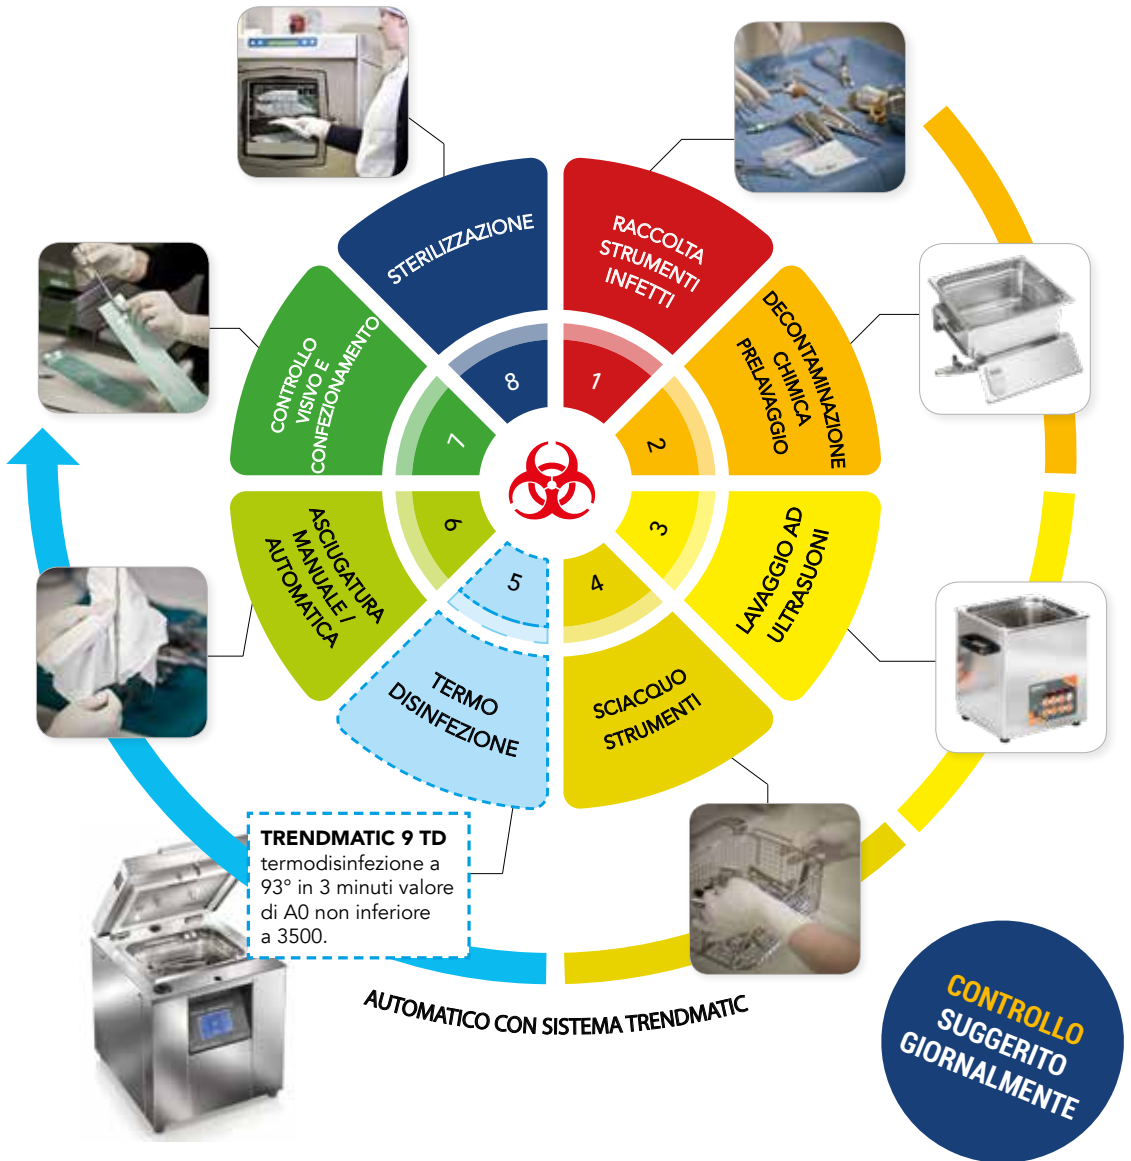 RACCOLTA
STRUMENTI
INFETTI
1
DECONTAMINAZIONE
CHIMICA
PRELAVAGGIO
2
LAVAGGIO AD
ULTRASUONI
3
SCIACQUO
STRUMENTI
4
TERMO
DISINFEZIONE
5
ASCIUGATURA
MANUALE /
AUTOMATICA
6
CONTROLLO
VISIVO E
CONFEZIONAMENTO
7
STERILIZZAZIONE
8
TRENDMATIC 9 TD
termodisinfezione a
93° in 3 minuti valore
di A0 non inferiore
a 3500.
AUTOMATICO CON SISTEMA TRENDMATIC
CONTROLLO
SUGGERITO
GIORNALMENTE